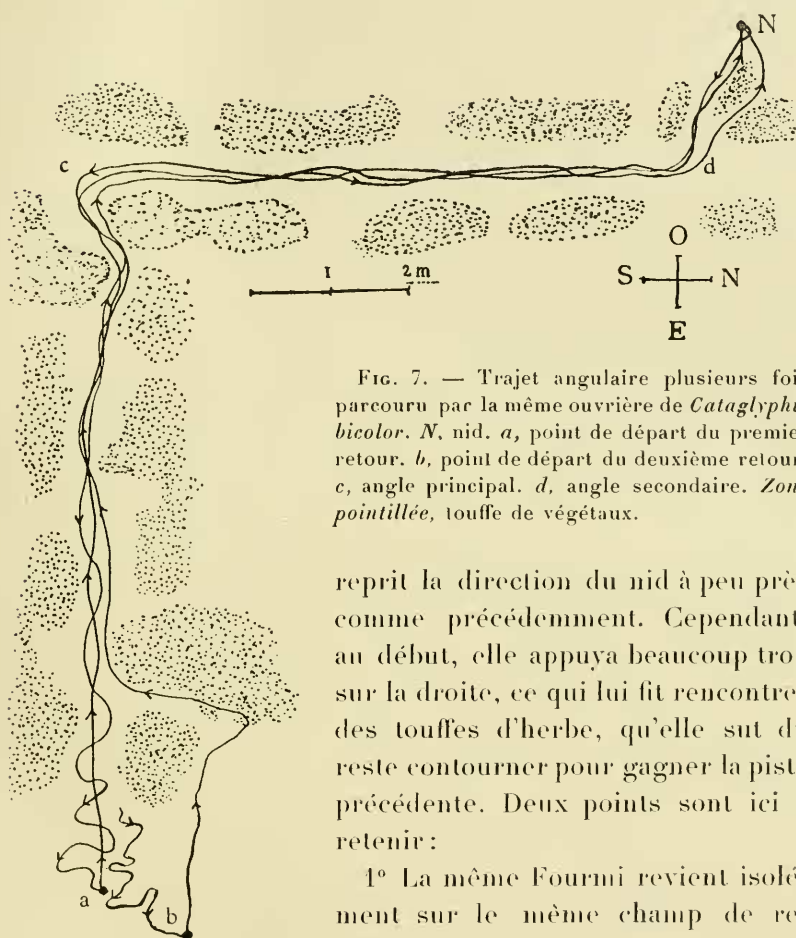 N
c
d
O
1 2 m
S N
E
FIG. 7. — Trajet angulaire plusieurs foi
parcouru par la même ouvrière de Cataglyphi
bicolor. N, nid. a, point de départ du premie
retour. b, point de départ du deuxième retour
c, angle principal. d, angle secondaire. Zon
pointillée, touffe de végétaux.
reprit la direction du nid à peu prè
comme précédemment. Cependant
au début, elle appuya beaucoup tro
sur la droite, ce qui lui fit rencontre
des touffes d'herbe, qu'elle sut d
reste contourner pour gagner la pist
précédente. Deux points sont ici
retenir :
1º La même Fourmi revient isolé
ment sur le même champ de re
a b